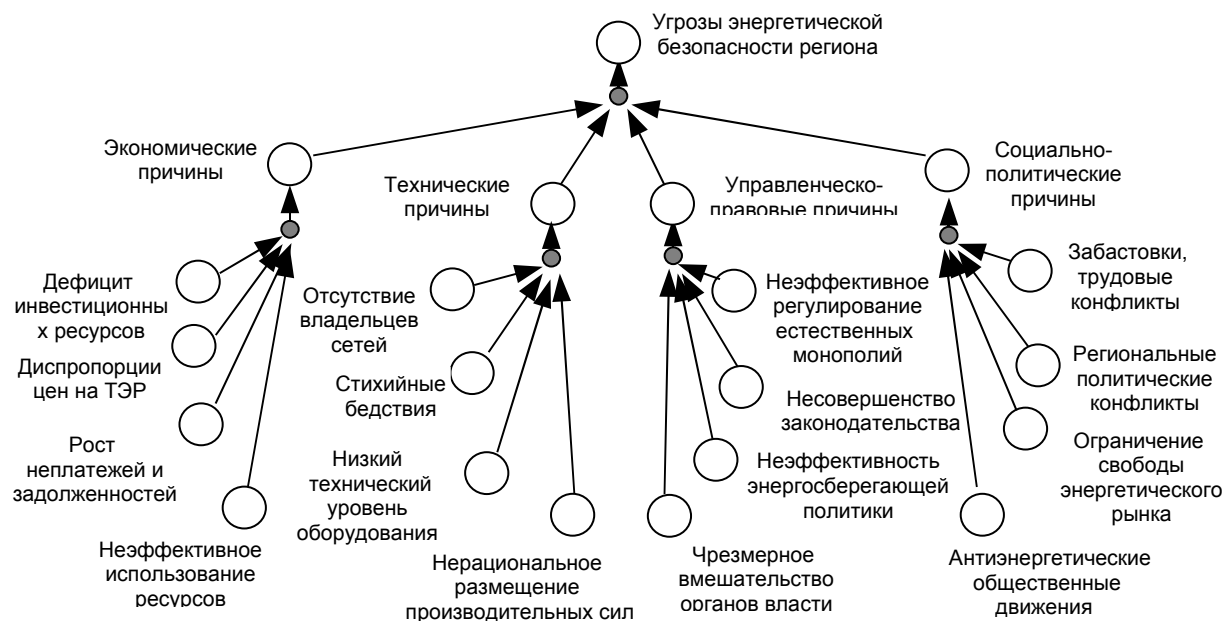 Угрозы энергетической
безопасности региона
Экономические
причины
Технические
причины
Управленческо-
правовые причины
Социально-
политические
причины
Дефицит
инвестиционны
х ресурсов
Диспропорции
цен на ТЭР
Рост
неплатежей и
задолженностей
Неэффективное
использование
ресурсов
Отсутствие
владельцев
сетей
Стихийные
бедствия
Низкий
технический
уровень
оборудования
Нерациональное
размещение
производительных сил
Неэффективное
регулирование
естественных
монополий
Несовершенство
законодательства
Неэффективность
энергосберегающей
политики
Чрезмерное
вмешательство
органов власти
Забастовки,
трудовые
конфликты
Региональные
политические
конфликты
Ограничение
свободы
энергетического
рынка
Антиэнергетические
общественные
движения